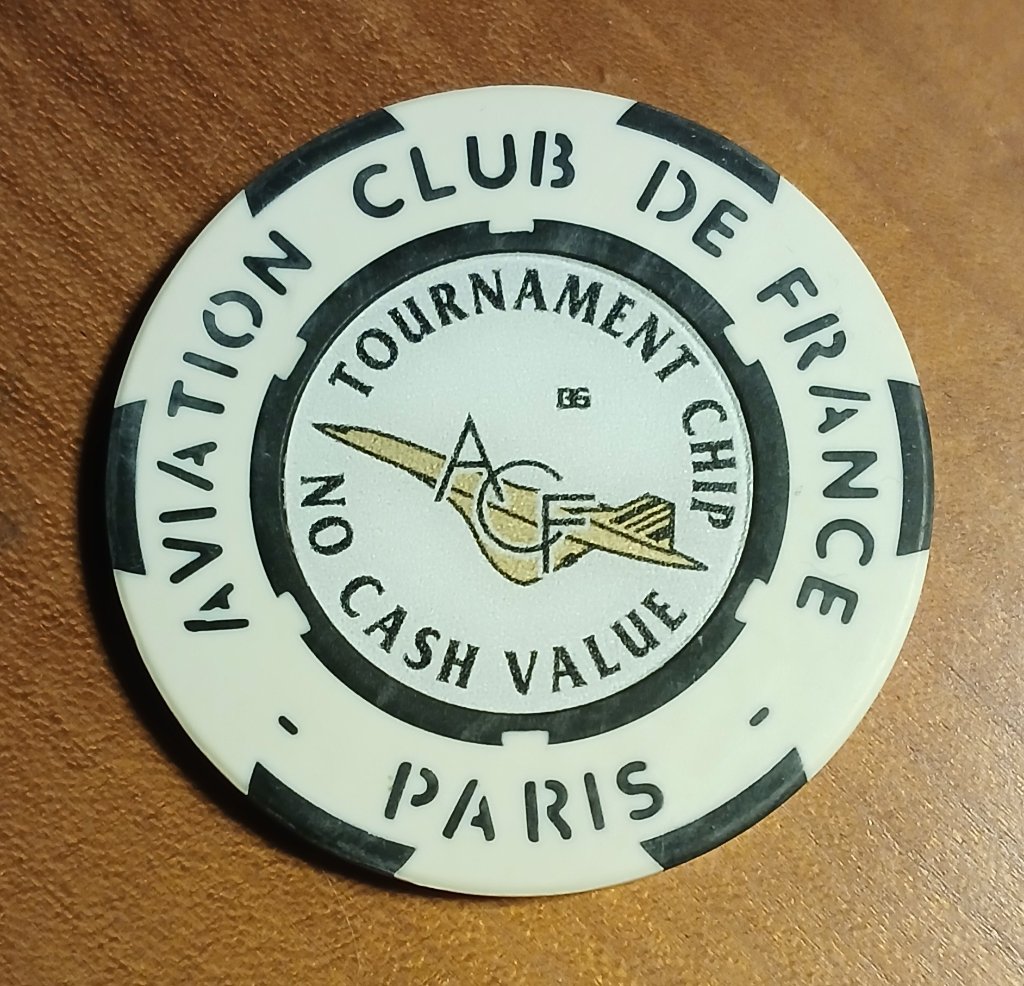 AVIATION CLUB DE FRANCE
- PARIS -
TOURNAMENT CHIP
BG
ACF
NO CASH VALUE